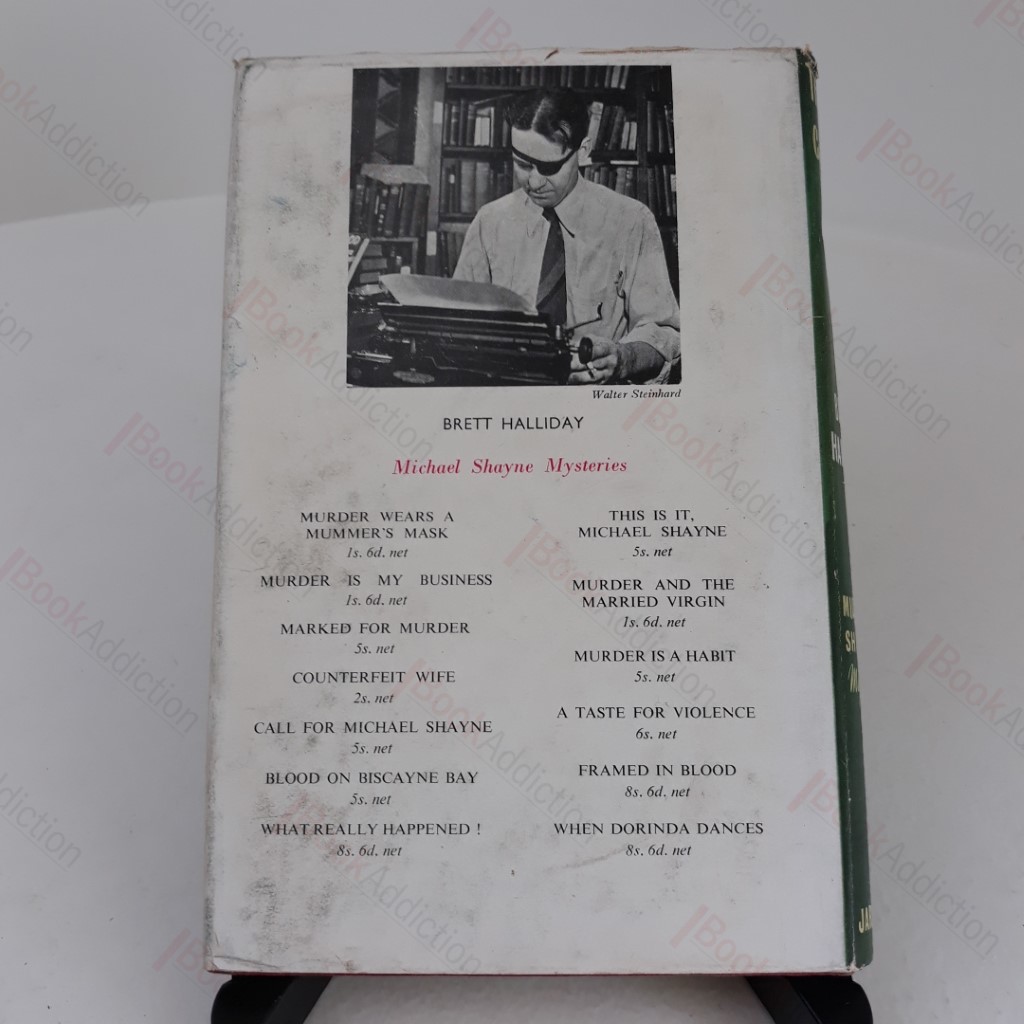 Walter Steinhard
BRETT HALLIDAY
Michael Shayne Mysteries
MURDER WEARS A
MUMMER'S MASK
1s. 6d. net
MURDER IS MY BUSINESS
1s. 6d. net
MARKED FOR MURDER
5s. net
COUNTERFEIT WIFE
2s. net
CALL FOR MICHAEL SHAYNE
5s. net
BLOOD ON BISCAYNE BAY
5s. net
WHAT REALLY HAPPENED !
8s. 6d. net
THIS IS IT,
MICHAEL SHAYNE
5s. net
MURDER AND THE
MARRIED VIRGIN
1s. 6d. net
MURDER IS A HABIT
5s. net
A TASTE FOR VIOLENCE
6s. net
FRAMED IN BLOOD
8s. 6d. net
WHEN DORINDA DANCES
8s. 6d. net
BookAddiction